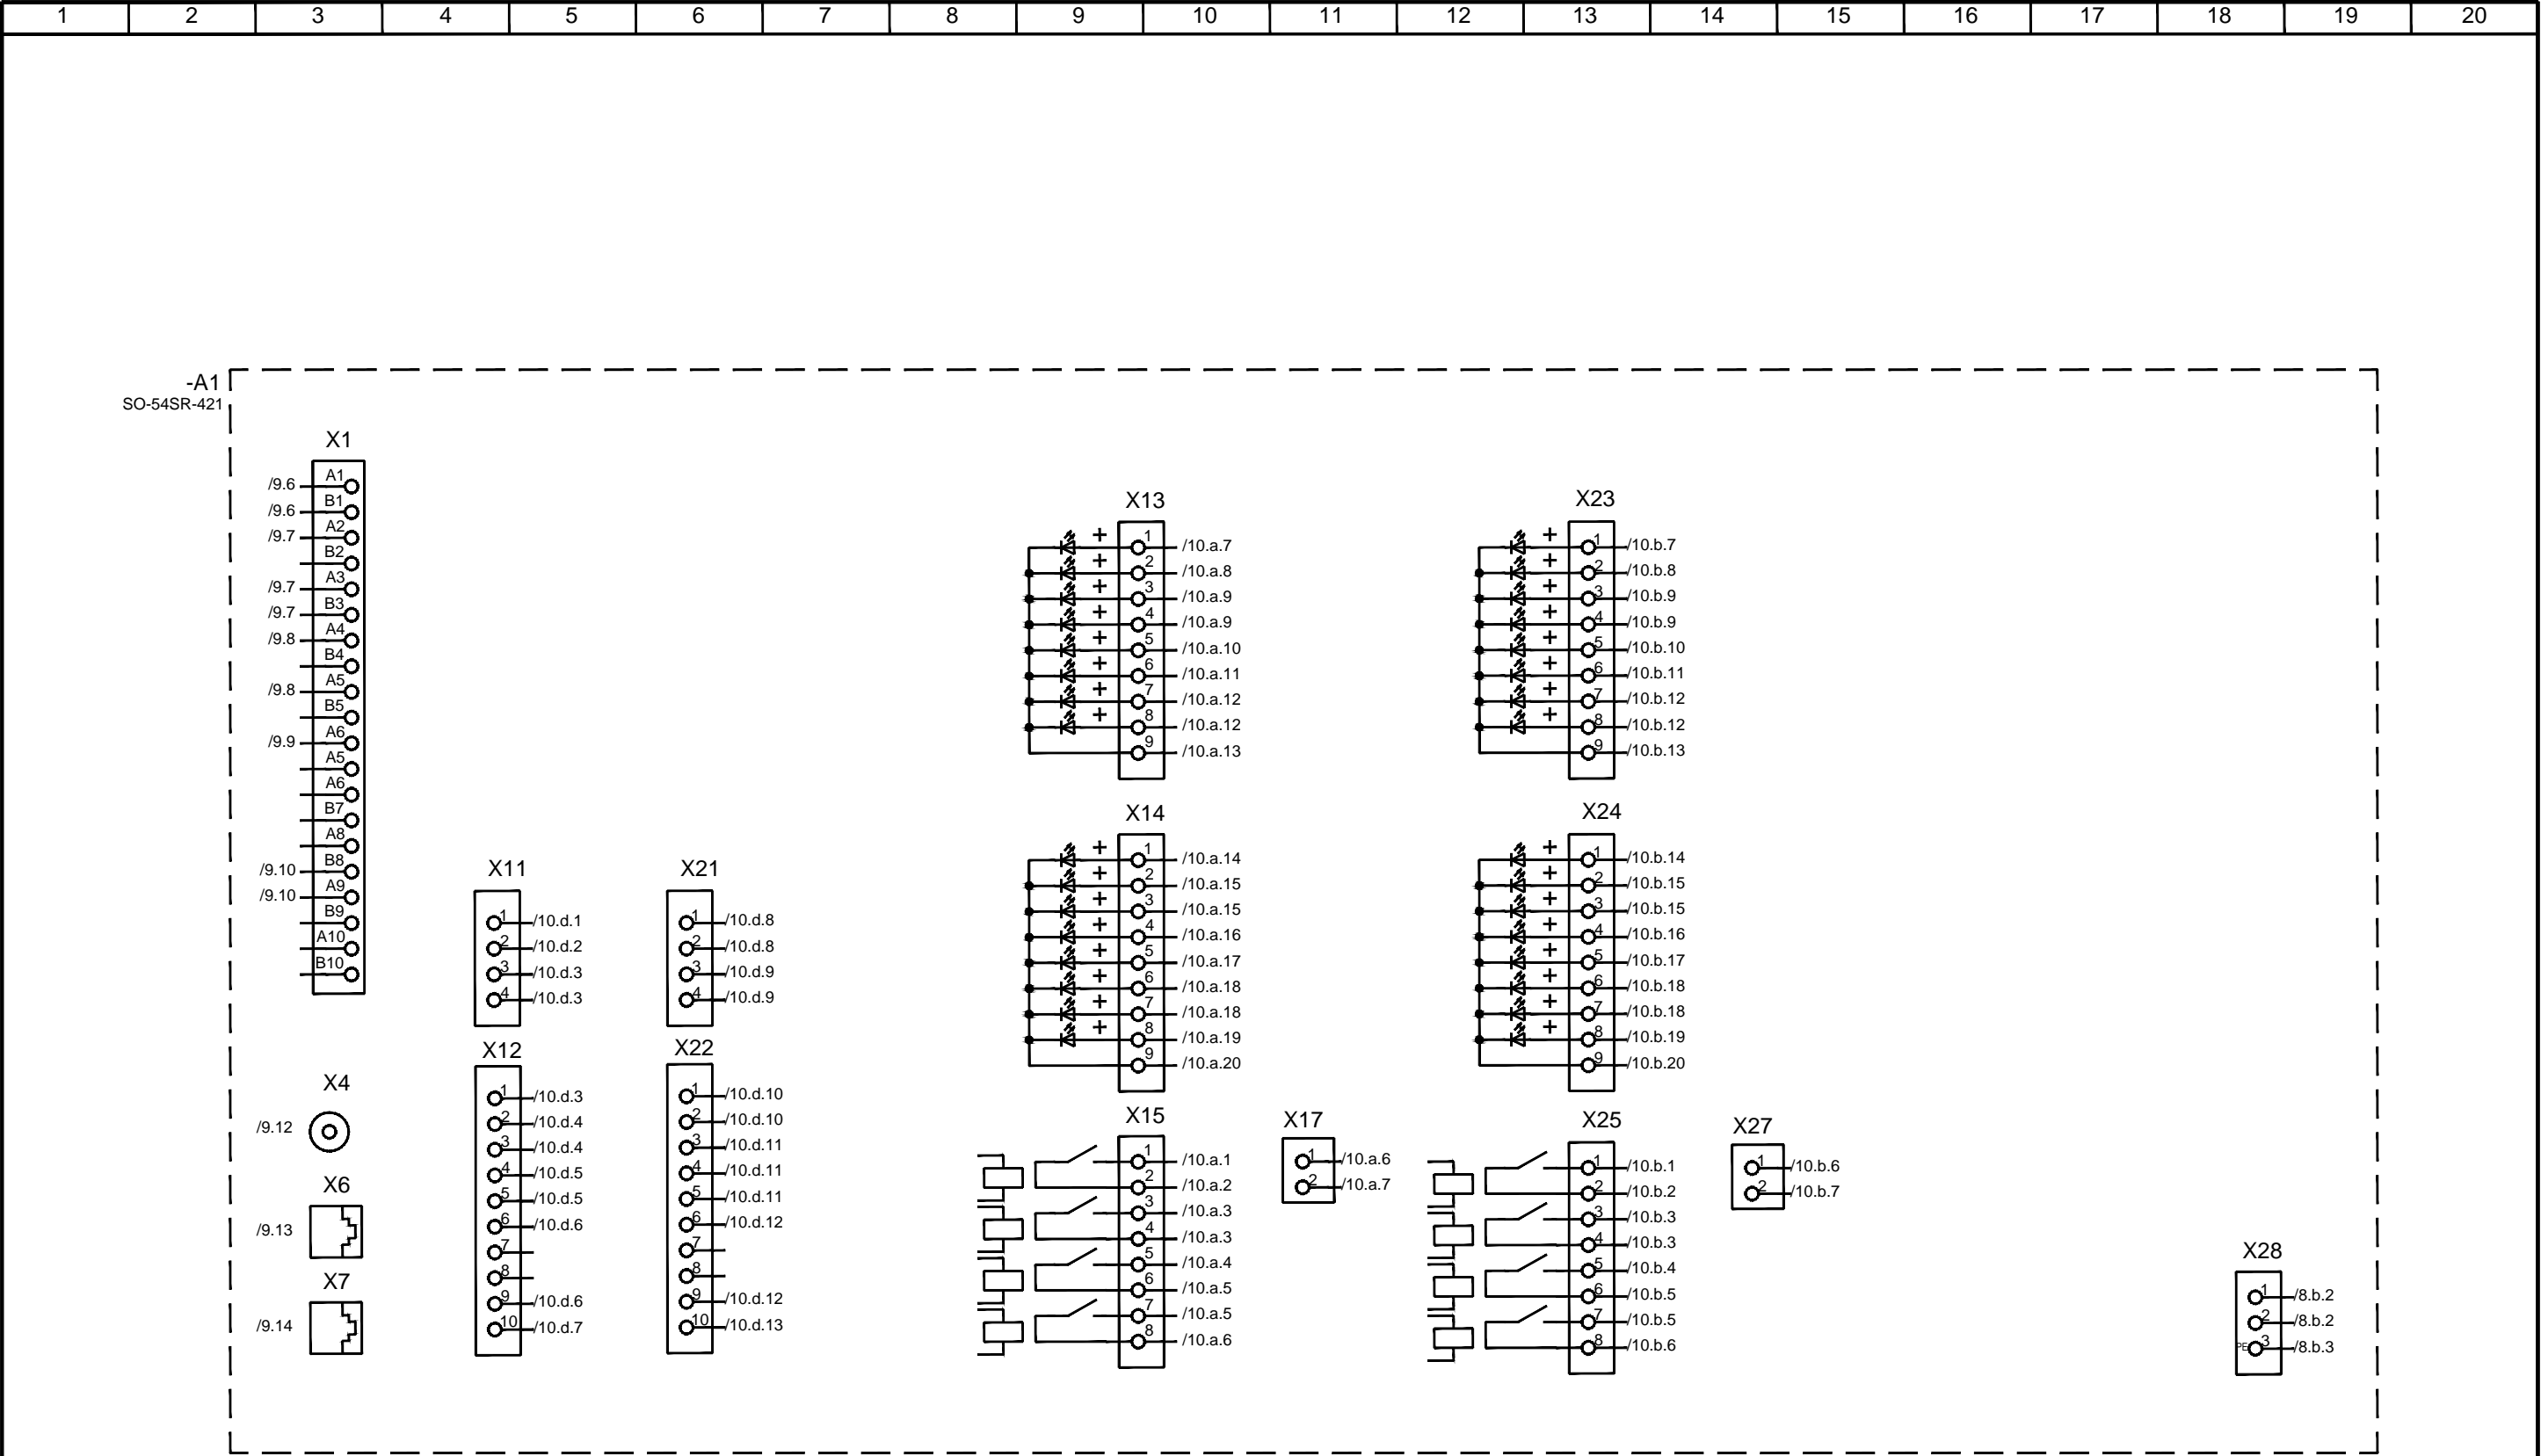 1 2 3 4 5 6 7 8 9 10 11 12 13 14 15 16 17 18 19 20
-A1
SO-54SR-421
X1
/9.6 A1
/9.6 B1
/9.7 A2
B2
/9.7 A3
/9.7 B3
/9.8 A4
B4
/9.8 A5
B5
/9.9 A6
A5
A6
B7
A8
/9.10 B8
/9.10 A9
B9
A10
B10
X4
/9.12
X6
/9.13
X7
/9.14
X11
1 /10.d.1
2 /10.d.2
3 /10.d.3
4 /10.d.3
X12
1 /10.d.3
2 /10.d.4
3 /10.d.4
4 /10.d.5
5 /10.d.5
6 /10.d.6
7
8
9 /10.d.6
10 /10.d.7
X21
1 /10.d.8
2 /10.d.8
3 /10.d.9
4 /10.d.9
X22
1 /10.d.10
2 /10.d.10
3 /10.d.11
4 /10.d.11
5 /10.d.11
6 /10.d.12
7
8
9 /10.d.12
10 /10.d.13
X13
+ 1 /10.a.7
+ 2 /10.a.8
+ 3 /10.a.9
+ 4 /10.a.9
+ 5 /10.a.10
+ 6 /10.a.11
+ 7 /10.a.12
+ 8 /10.a.12
9 /10.a.13
X14
+ 1 /10.a.14
+ 2 /10.a.15
+ 3 /10.a.15
+ 4 /10.a.16
+ 5 /10.a.17
+ 6 /10.a.18
+ 7 /10.a.18
+ 8 /10.a.19
9 /10.a.20
X15
1 /10.a.1
2 /10.a.2
3 /10.a.3
4 /10.a.3
5 /10.a.4
6 /10.a.5
7 /10.a.5
8 /10.a.6
X17
1 /10.a.6
2 /10.a.7
X23
+ 1 /10.b.7
+ 2 /10.b.8
+ 3 /10.b.9
+ 4 /10.b.9
+ 5 /10.b.10
+ 6 /10.b.11
+ 7 /10.b.12
+ 8 /10.b.12
9 /10.b.13
X24
+ 1 /10.b.14
+ 2 /10.b.15
+ 3 /10.b.15
+ 4 /10.b.16
+ 5 /10.b.17
+ 6 /10.b.18
+ 7 /10.b.18
+ 8 /10.b.19
9 /10.b.20
X25
1 /10.b.1
2 /10.b.2
3 /10.b.3
4 /10.b.3
5 /10.b.4
6 /10.b.5
7 /10.b.5
8 /10.b.6
X27
1 /10.b.6
2 /10.b.7
X28
1 /8.b.2
2 /8.b.2
PE 3 /8.b.3